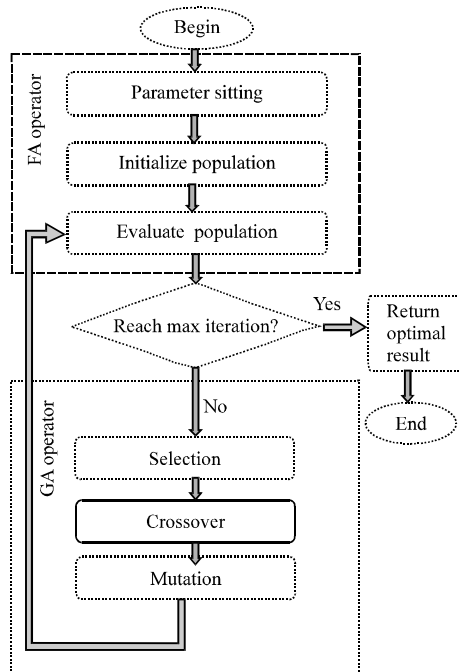 Begin
FA operator
Parameter sitting
Initialize population
Evaluate population
Reach max iteration?
Yes
Return
optimal
result
End
No
GA operator
Selection
Crossover
Mutation